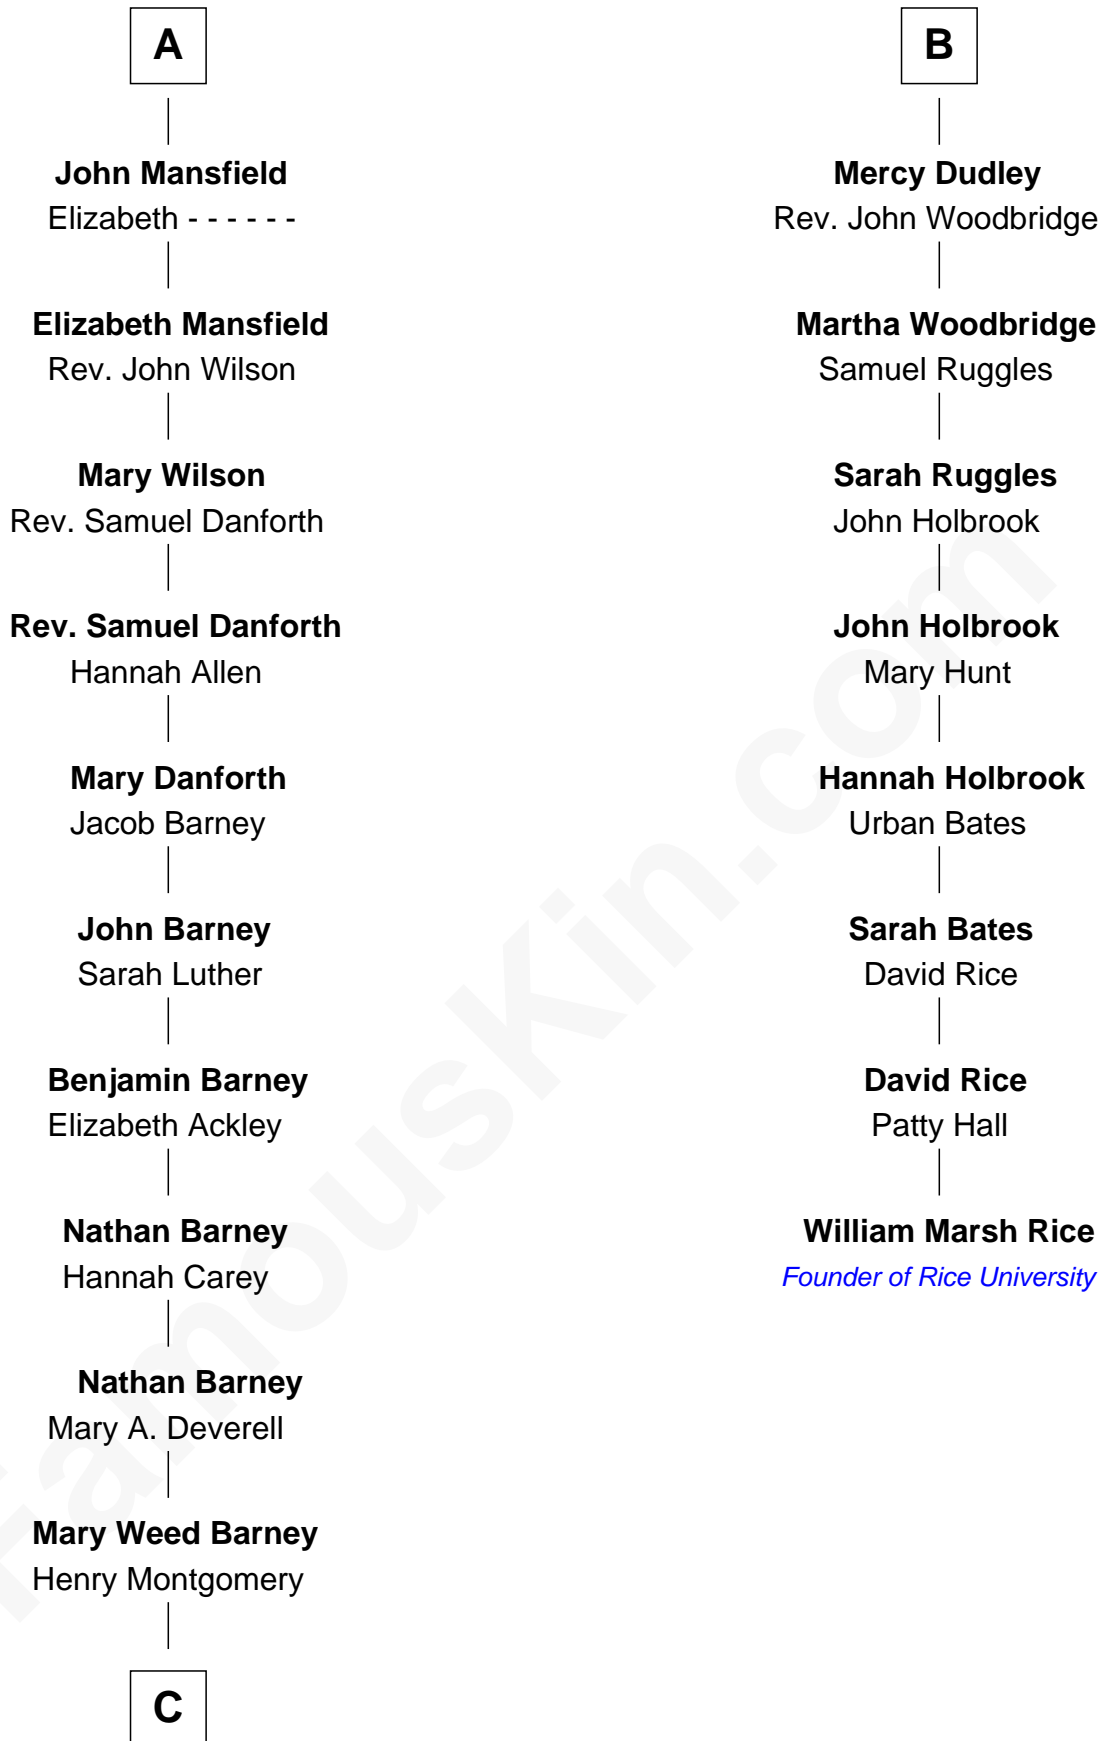 A
John Mansfield
Elizabeth - - - - - -
Elizabeth Mansfield
Rev. John Wilson
Mary Wilson
Rev. Samuel Danforth
Rev. Samuel Danforth
Hannah Allen
Mary Danforth
Jacob Barney
John Barney
Sarah Luther
Benjamin Barney
Elizabeth Ackley
Nathan Barney
Hannah Carey
Nathan Barney
Mary A. Deverell
Mary Weed Barney
Henry Montgomery
C
B
Mercy Dudley
Rev. John Woodbridge
Martha Woodbridge
Samuel Ruggles
Sarah Ruggles
John Holbrook
John Holbrook
Mary Hunt
Hannah Holbrook
Urban Bates
Sarah Bates
David Rice
David Rice
Patty Hall
William Marsh Rice
Founder of Rice University
FamousKin.com